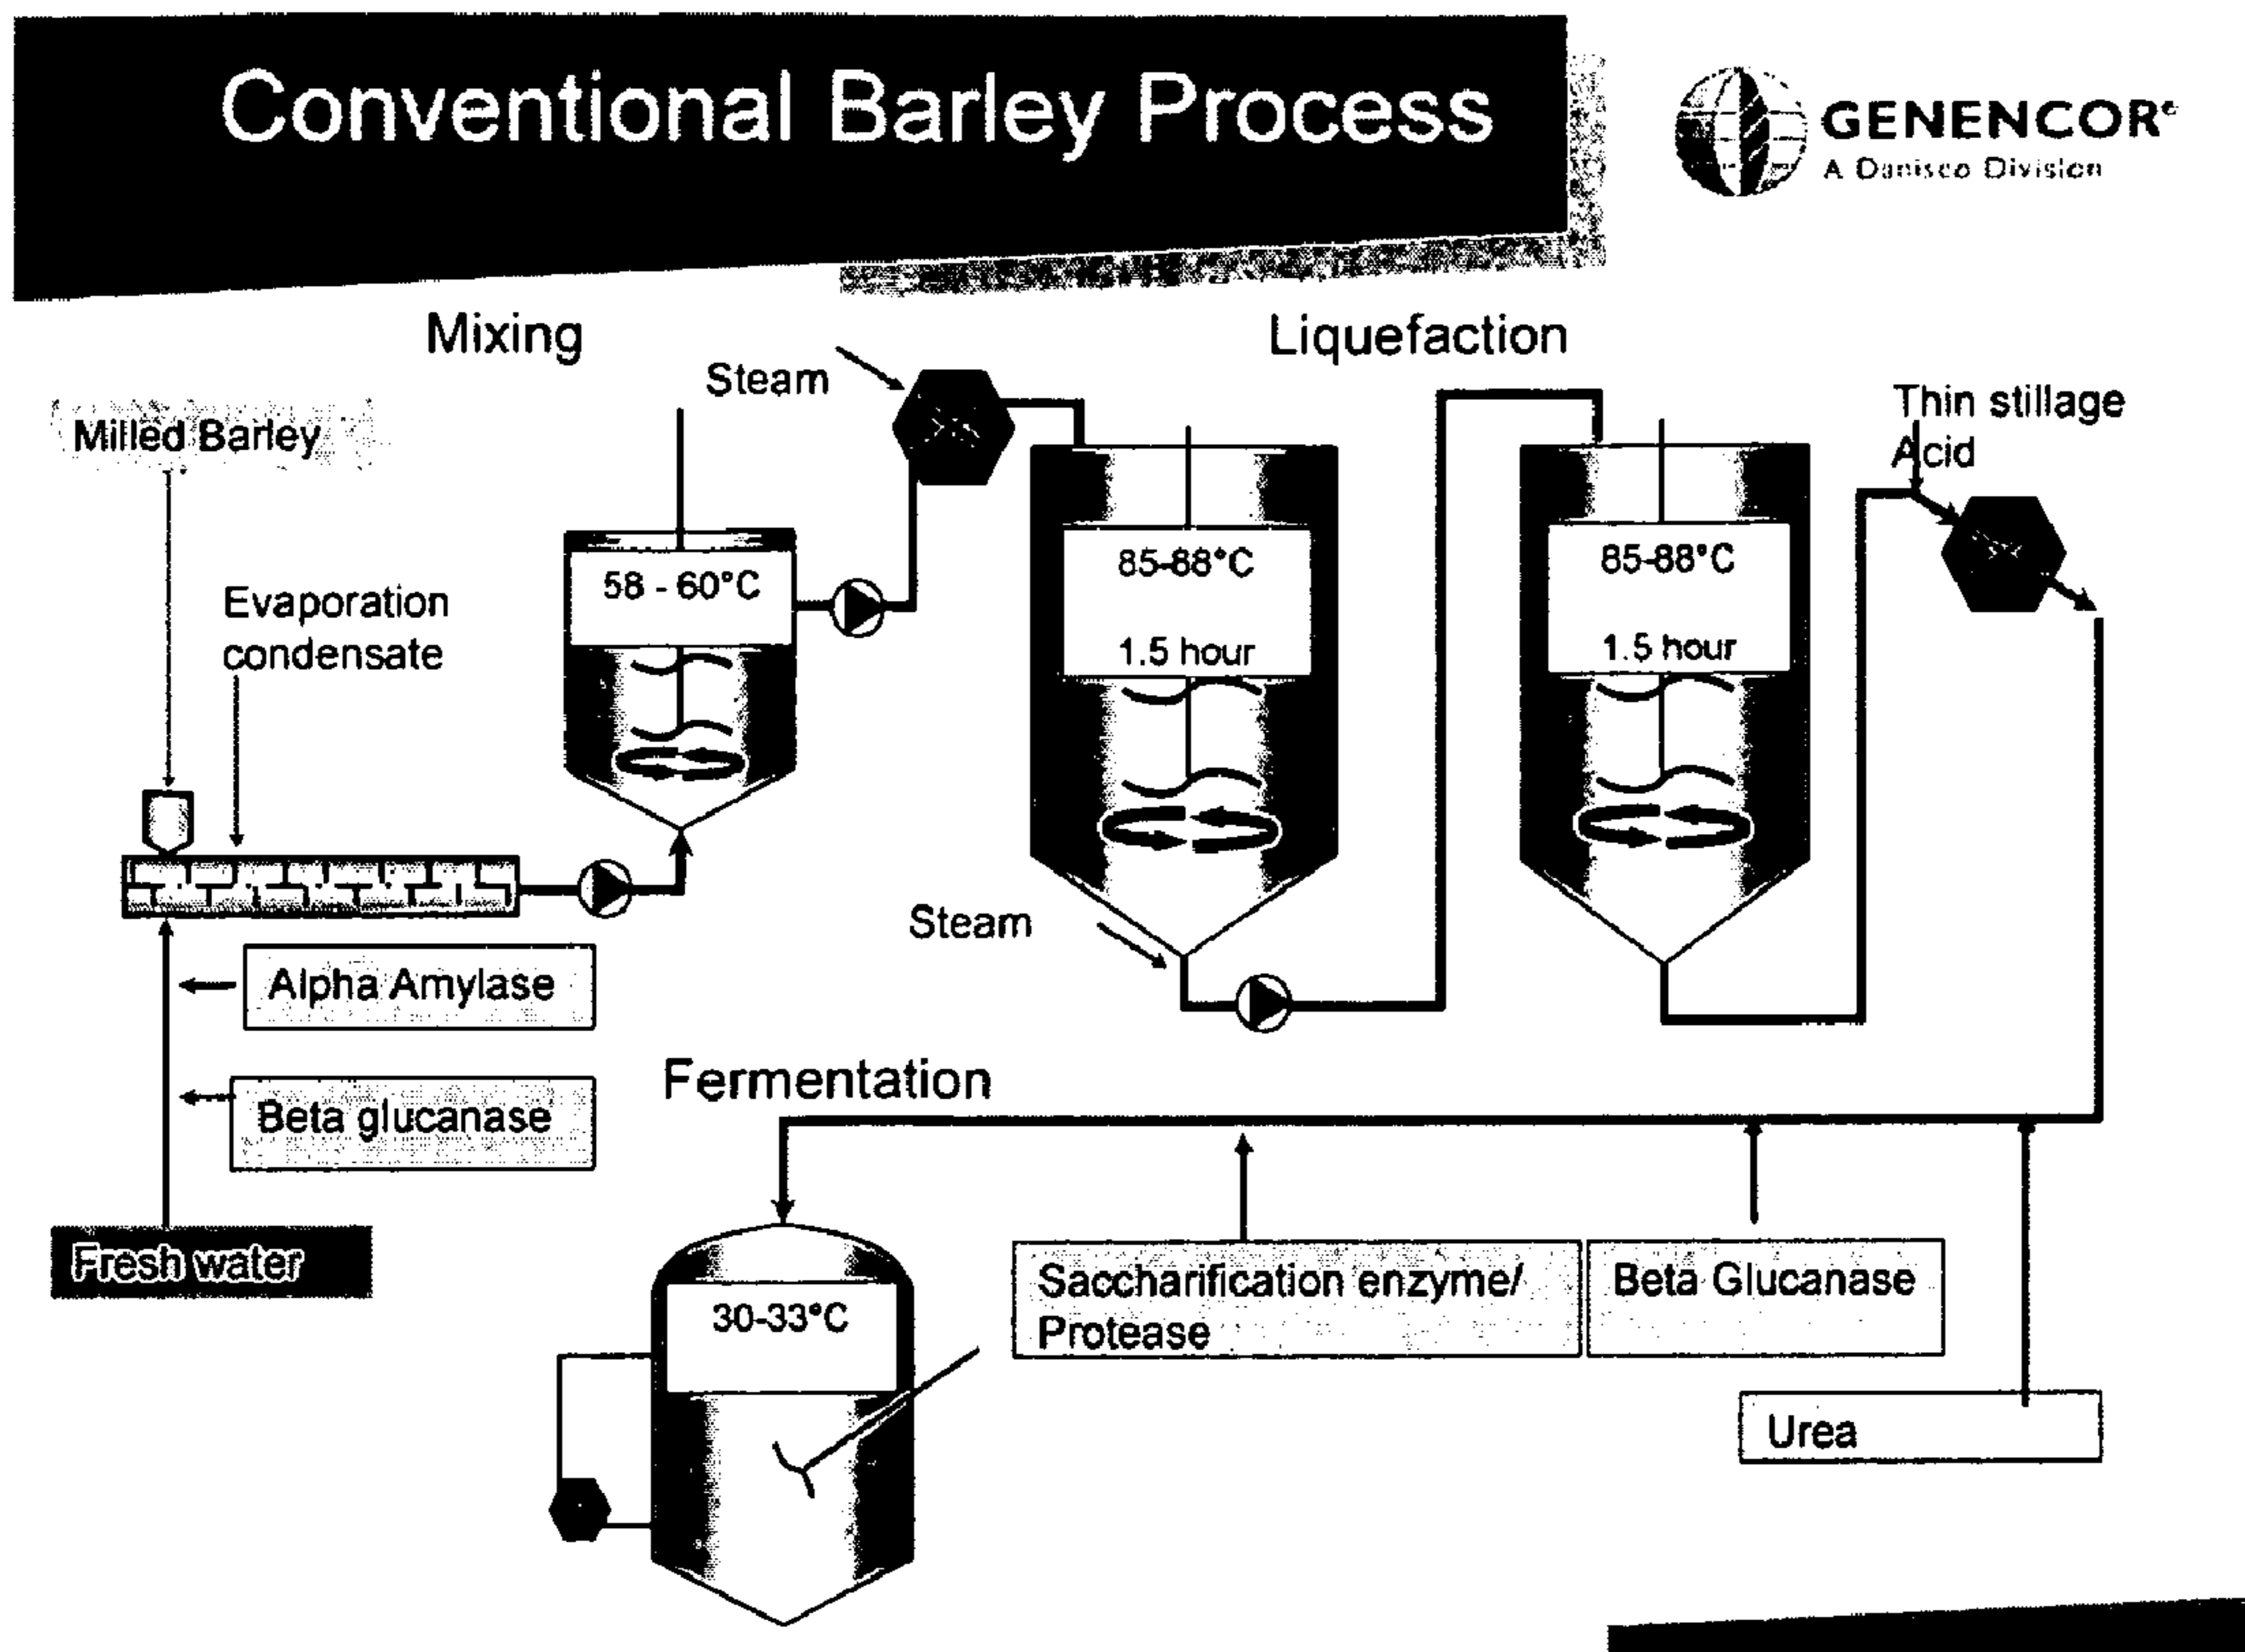 Conventional Barley Process
GENENCOR
A Danisco Division
Mixing
Liquefaction
Steam
Thin stillage
Acid
Milled Barley
58 - 60°C
85-88°C
1.5 hour
85-88°C
1.5 hour
Evaporation
condensate
Steam
Alpha Amylase
Beta glucanase
Fresh water
Fermentation
30-33°C
Saccharification enzyme/
Protease
Beta Glucanase
Urea